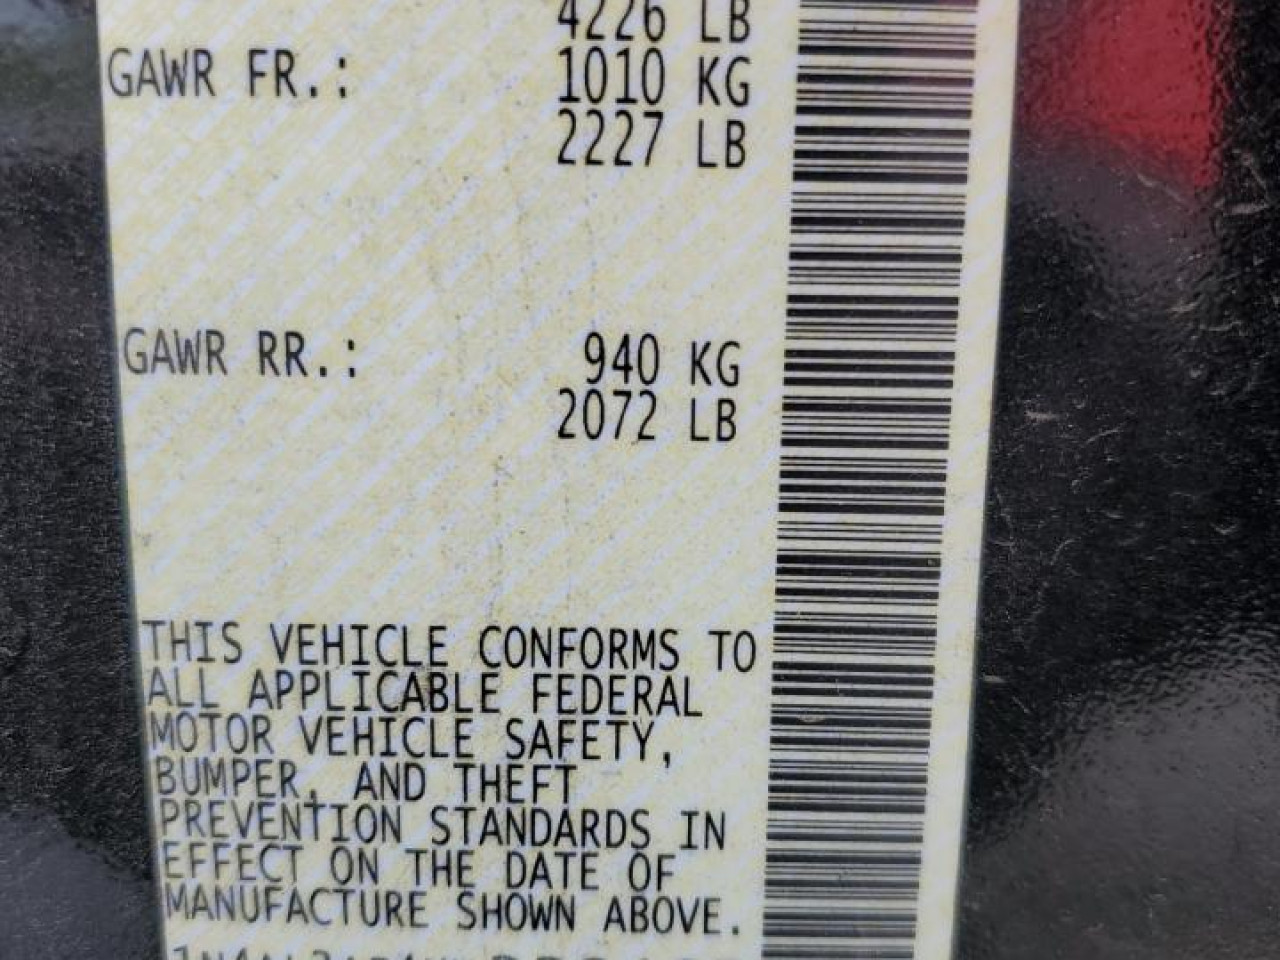 4226 LB
GAWR FR.: 1010 KG
2227 LB
GAWR RR.: 940 KG
2072 LB
THIS VEHICLE CONFORMS TO
ALL APPLICABLE FEDERAL
MOTOR VEHICLE SAFETY,
BUMPER, AND THEFT
PREVENTION STANDARDS IN
EFFECT ON THE DATE OF
MANUFACTURE SHOWN ABOVE.